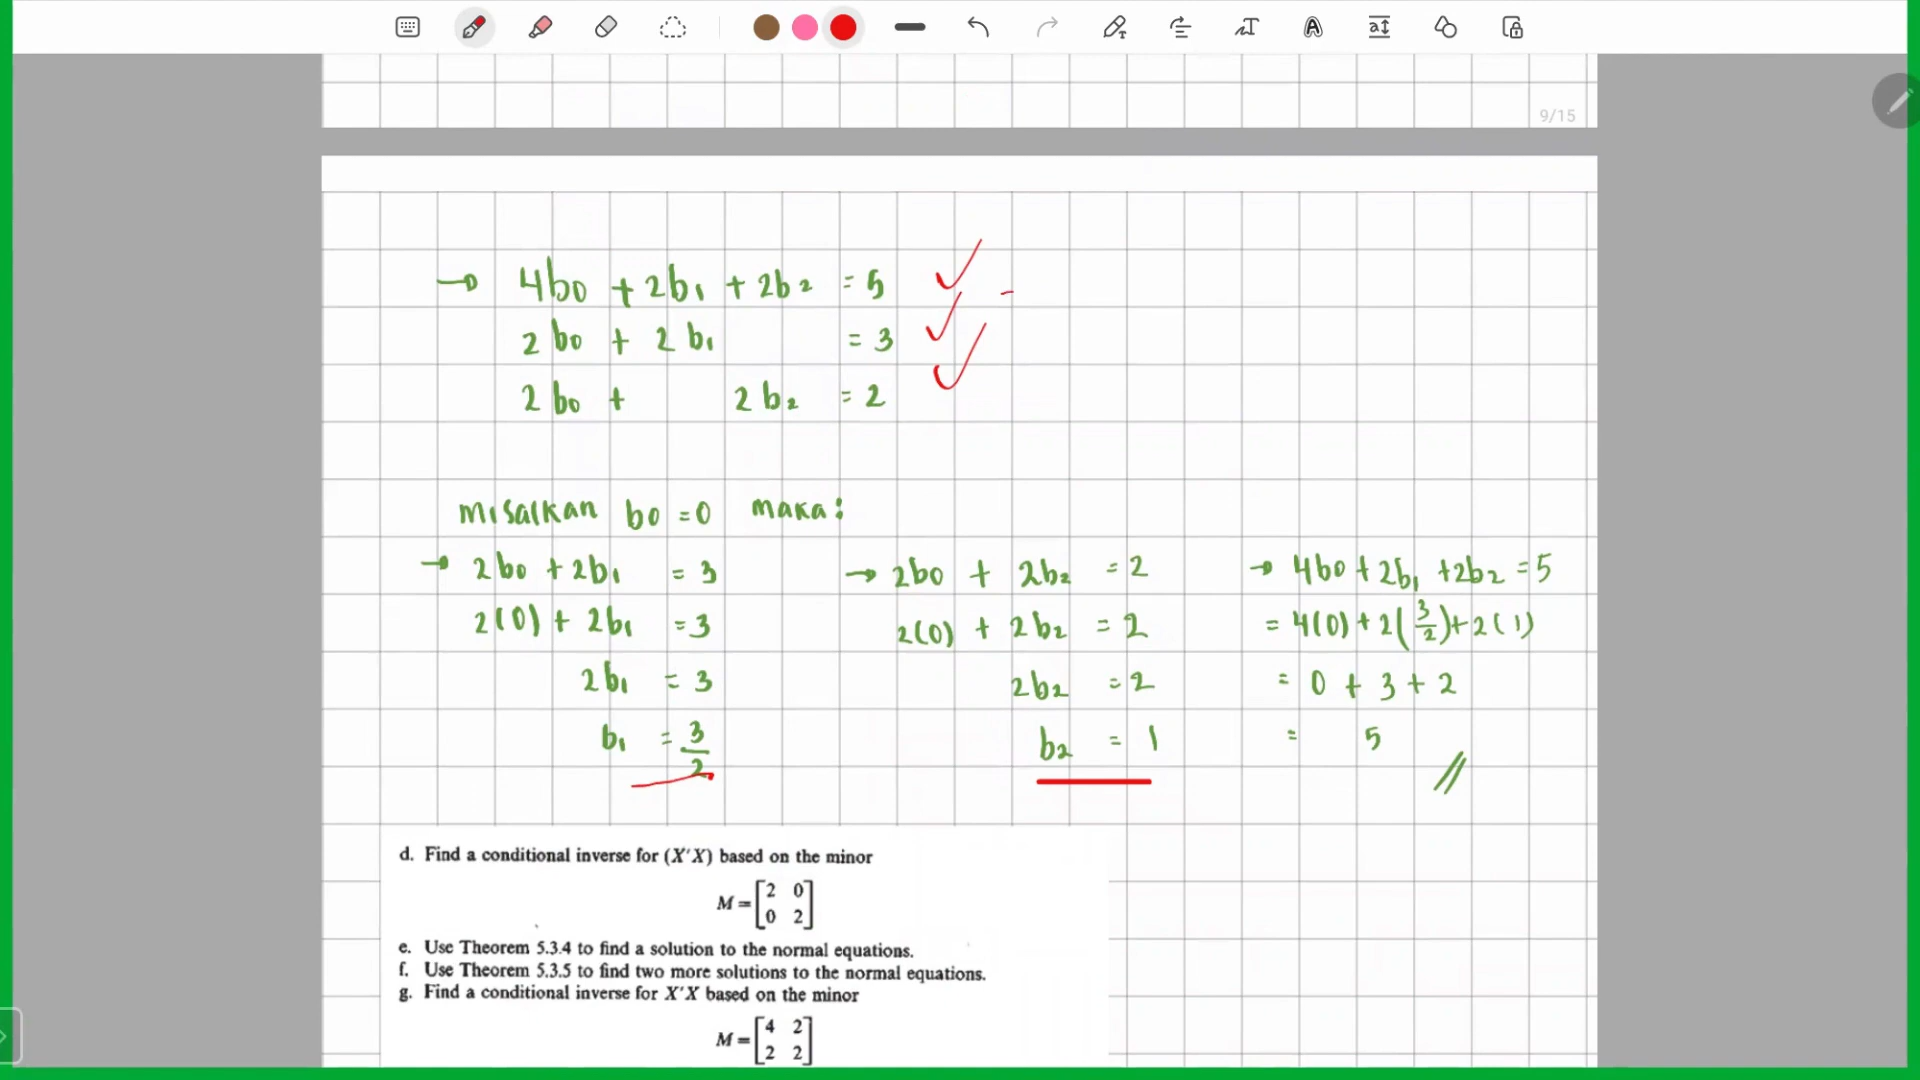 9/15
→ 4b0 + 2b1 + 2b2 = 5
2b0 + 2b1 = 3
2b0 + 2b2 = 2
misalkan b0 = 0 maka:
→ 2b0 + 2b1 = 3
2(0) + 2b1 = 3
2b1 = 3
b1 = 3/2
→ 2b0 + 2b2 = 2
2(0) + 2b2 = 2
2b2 = 2
b2 = 1
→ 4b0 + 2b1 + 2b2 = 5
= 4(0) + 2(3/2) + 2(1)
= 0 + 3 + 2
= 5 //
d. Find a conditional inverse for (X′X) based on the minor
M = [2 0
0 2]
e. Use Theorem 5.3.4 to find a solution to the normal equations.
f. Use Theorem 5.3.5 to find two more solutions to the normal equations.
g. Find a conditional inverse for X′X based on the minor
M = [4 2
2 2]